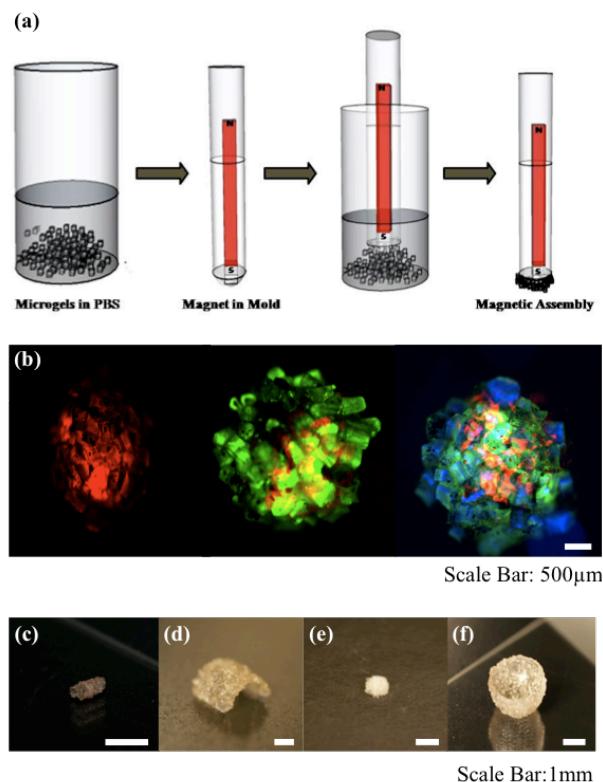 (a)
N
S
N
S
N
S
Microgels in PBS
Magnet in Mold
Magnetic Assembly
(b)
Scale Bar: 500µm
(c)
(d)
(e)
(f)
Scale Bar:1mm